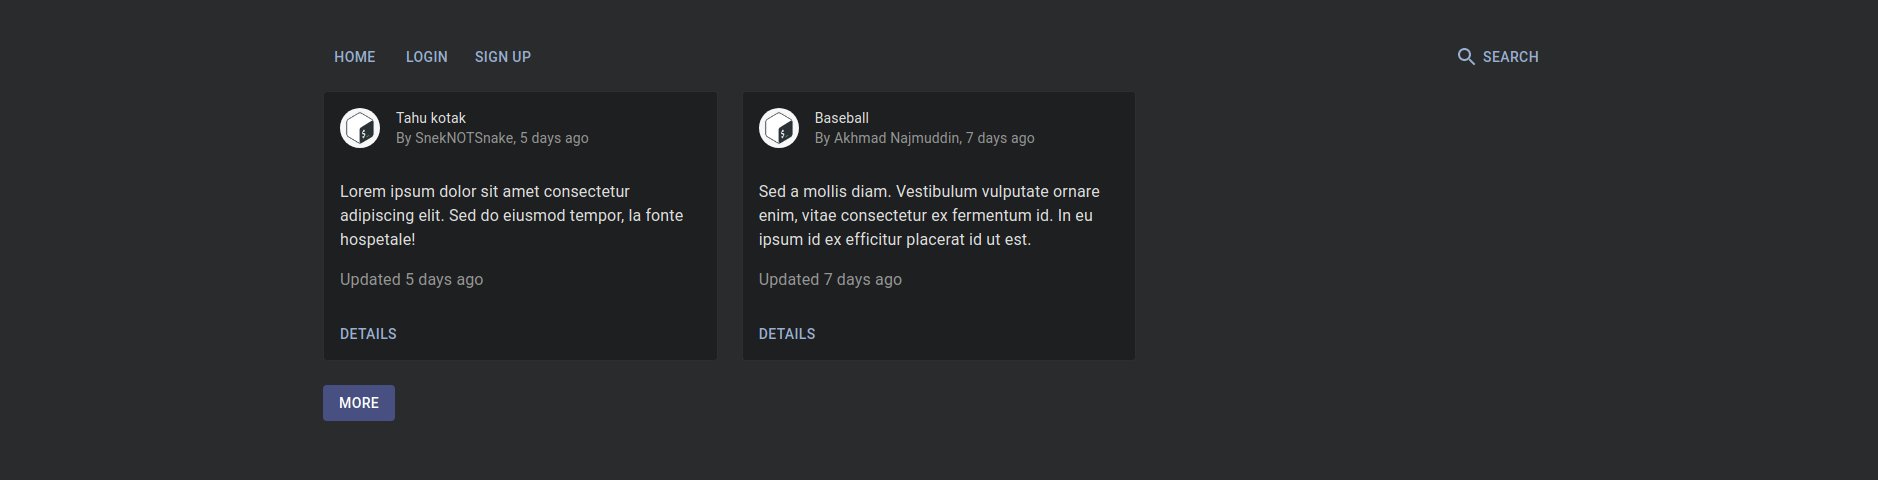 HOME LOGIN SIGN UP SEARCH
Tahu kotak
By SnekNOTSnake, 5 days ago
Lorem ipsum dolor sit amet consectetur
adipiscing elit. Sed do eiusmod tempor, la fonte
hospetale!
Updated 5 days ago
DETAILS
Baseball
By Akhmad Najmuddin, 7 days ago
Sed a mollis diam. Vestibulum vulputate ornare
enim, vitae consectetur ex fermentum id. In eu
ipsum id ex efficitur placerat id ut est.
Updated 7 days ago
DETAILS
MORE